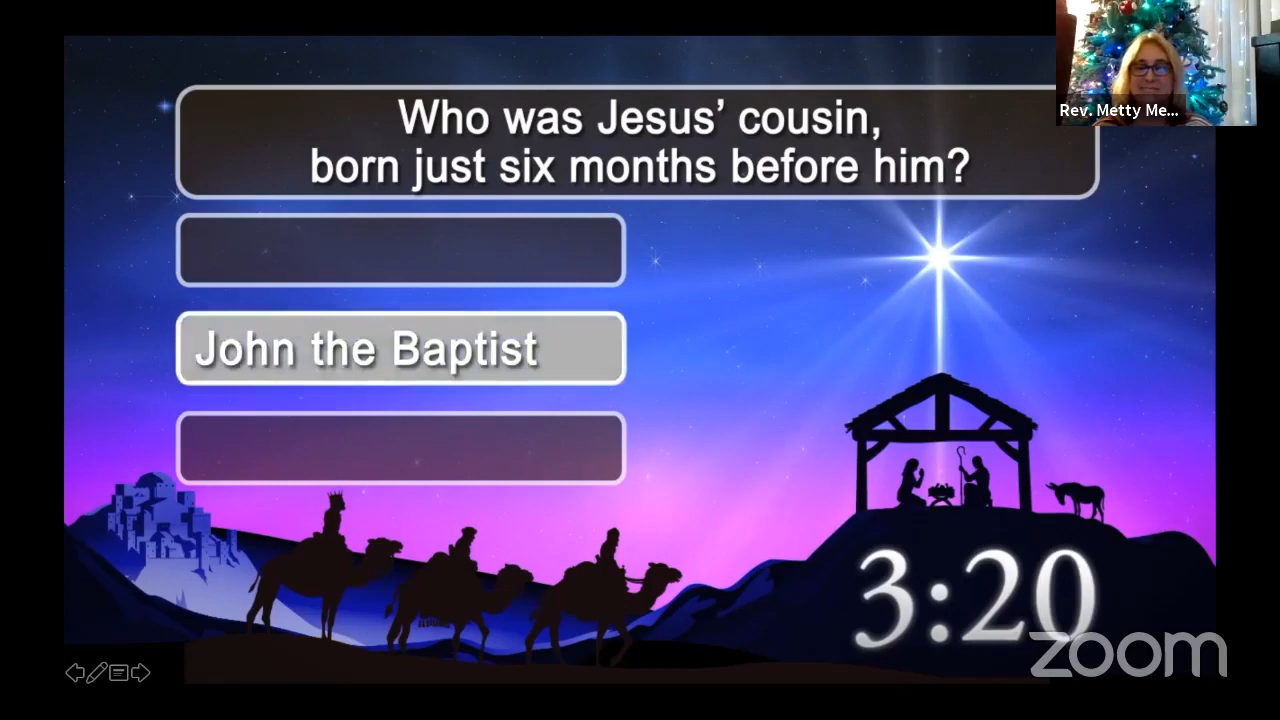 Who was Jesus’ cousin,
born just six months before him?
Rev. Metty Me...
John the Baptist
3:20
zoom